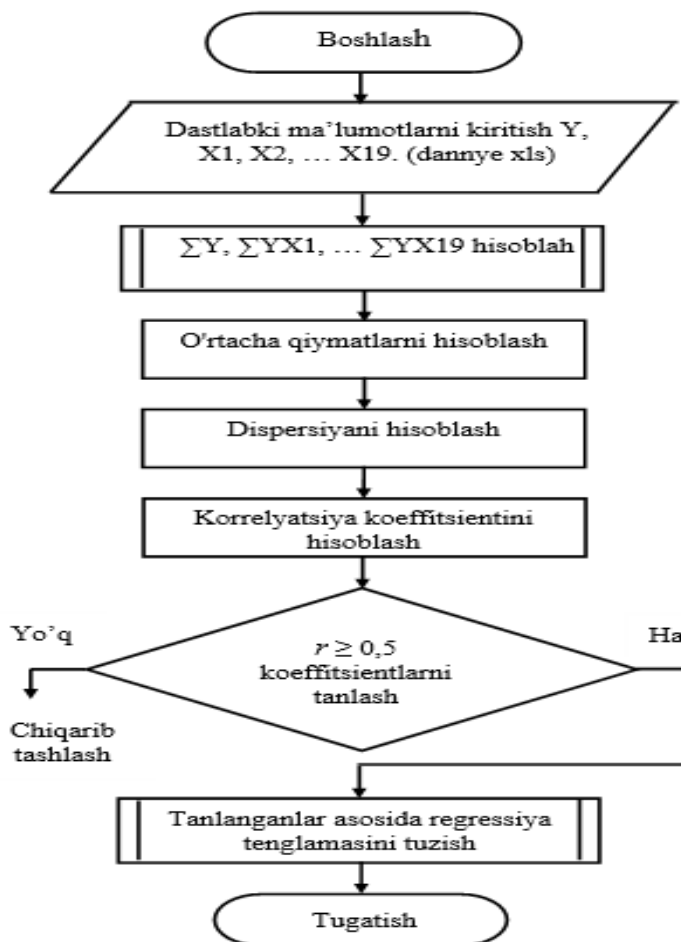 Boshlash
Dastlabki ma’lumotlarni kiritish Y,
X1, X2, … X19. (dannye xls)
∑Y, ∑YX1, … ∑YX19 hisoblah
O'rtacha qiymatlarni hisoblash
Dispersiyani hisoblash
Korrelyatsiya koeffitsientini
hisoblash
Yo’q
r ≥ 0,5
koeffitsientlarni
tanlash
Ha
Chiqarib
tashlash
Tanlanganlar asosida regressiya
tenglamasini tuzish
Tugatish